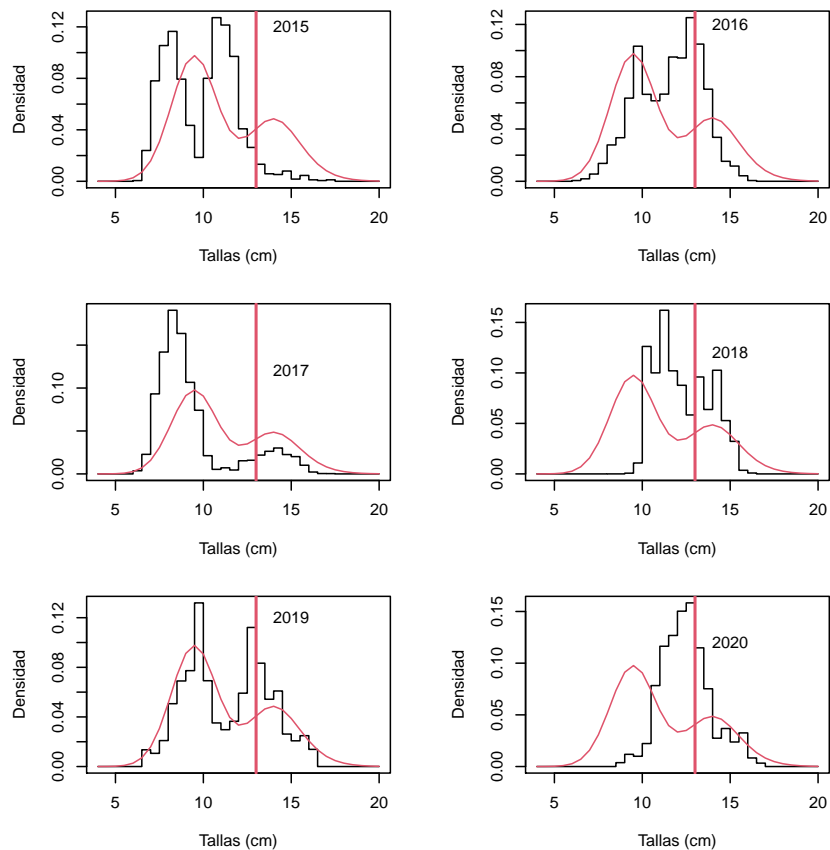 2015
Densidad
0.00 0.04 0.08 0.12
5 10 15 20
Tallas (cm)
2016
Densidad
0.00 0.04 0.08 0.12
5 10 15 20
Tallas (cm)
2017
Densidad
0.00 0.10
5 10 15 20
Tallas (cm)
2018
Densidad
0.00 0.05 0.10 0.15
5 10 15 20
Tallas (cm)
2019
Densidad
0.00 0.04 0.08 0.12
5 10 15 20
Tallas (cm)
2020
Densidad
0.00 0.05 0.10 0.15
5 10 15 20
Tallas (cm)